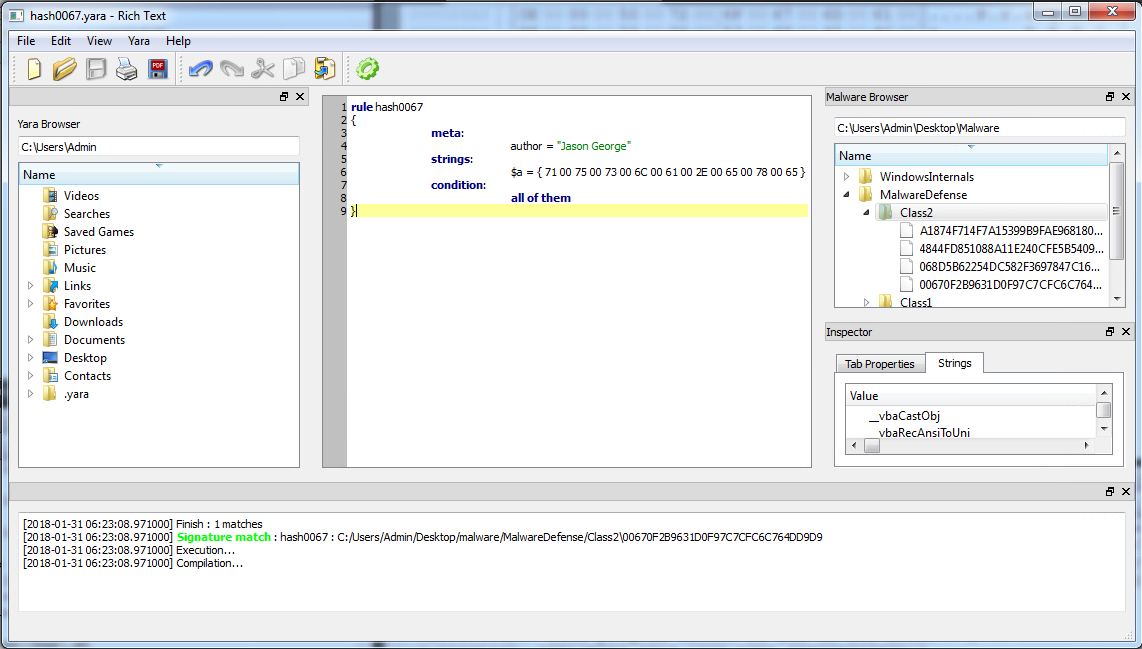 hash0067.yara - Rich Text
File Edit View Yara Help
PDF
Yara Browser
C:\Users\Admin
Name
Videos
Searches
Saved Games
Pictures
Music
Links
Favorites
Downloads
Documents
Desktop
Contacts
.yara
1 rule hash0067
2 {
3 meta:
4 author = "Jason George"
5 strings:
6 $a = { 71 00 75 00 73 00 6C 00 61 00 2E 00 65 00 78 00 65 }
7 condition:
8 all of them
9 }
Malware Browser
C:\Users\Admin\Desktop\Malware
Name
WindowsInternals
MalwareDefense
Class2
A1874F714F7A15399B9FAE968180...
4844FD851088A11E240CFE5B5409...
068D5B62254DC582F3697847C16...
00670F2B9631D0F97C7CFC6C764...
Class1
Inspector
Tab Properties Strings
Value
__vbaCastObj
__vbaRecAnsiToUni
[2018-01-31 06:23:08.971000] Finish : 1 matches
[2018-01-31 06:23:08.971000] Signature match : hash0067 : C:/Users/Admin/Desktop/malware/MalwareDefense/Class2\00670F2B9631D0F97C7CFC6C764DD9D9
[2018-01-31 06:23:08.971000] Execution...
[2018-01-31 06:23:08.971000] Compilation...